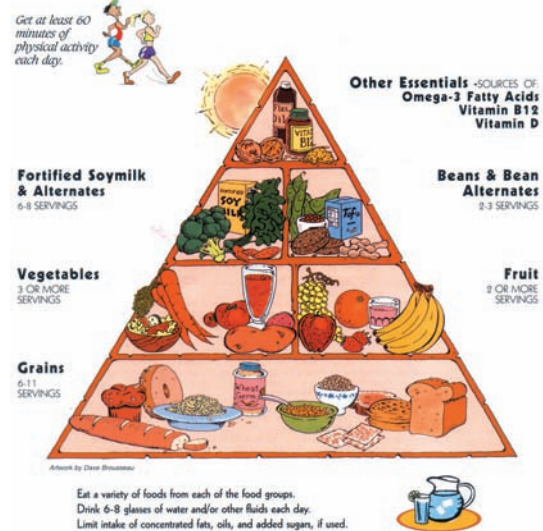 Get at least 60
minutes of
physical activity
each day.
Other Essentials -SOURCES OF:
Omega-3 Fatty Acids
Vitamin B12
Vitamin D
Flax
Oil
VITA
B12
Fortified Soymilk
& Alternates
6-8 SERVINGS
SOY
MILK
Tofu
Beans & Bean
Alternates
2-3 SERVINGS
Vegetables
3 OR MORE
SERVINGS
Fruit
2 OR MORE
SERVINGS
Grains
6-11
SERVINGS
Wheat
Germ
Artwork by Dave Brousseau
Eat a variety of foods from each of the food groups.
Drink 6-8 glasses of water and/or other fluids each day.
Limit intake of concentrated fats, oils, and added sugars, if used.